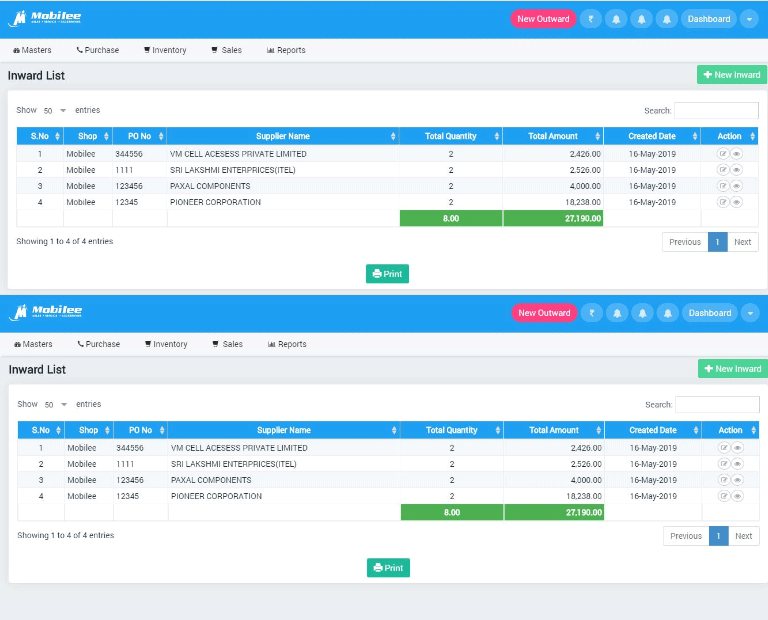 Mobilee
New Outward ₹ Dashboard
Masters Purchase Inventory Sales Reports
Inward List
New Inward
Show 50 entries Search:
S.No Shop PO No Supplier Name Total Quantity Total Amount Created Date Action
1 Mobilee 344556 VM CELL ACESESS PRIVATE LIMITED 2 2,426.00 16-May-2019
2 Mobilee 1111 SRI LAKSHMI ENTERPRICES(ITEL) 2 2,526.00 16-May-2019
3 Mobilee 123456 PAXAL COMPONENTS 2 4,000.00 16-May-2019
4 Mobilee 12345 PIONEER CORPORATION 2 18,238.00 16-May-2019
8.00 27,190.00
Showing 1 to 4 of 4 entries Previous 1 Next
Print
Mobilee
New Outward ₹ Dashboard
Masters Purchase Inventory Sales Reports
Inward List
New Inward
Show 50 entries Search:
S.No Shop PO No Supplier Name Total Quantity Total Amount Created Date Action
1 Mobilee 344556 VM CELL ACESESS PRIVATE LIMITED 2 2,426.00 16-May-2019
2 Mobilee 1111 SRI LAKSHMI ENTERPRICES(ITEL) 2 2,526.00 16-May-2019
3 Mobilee 123456 PAXAL COMPONENTS 2 4,000.00 16-May-2019
4 Mobilee 12345 PIONEER CORPORATION 2 18,238.00 16-May-2019
8.00 27,190.00
Showing 1 to 4 of 4 entries Previous 1 Next
Print